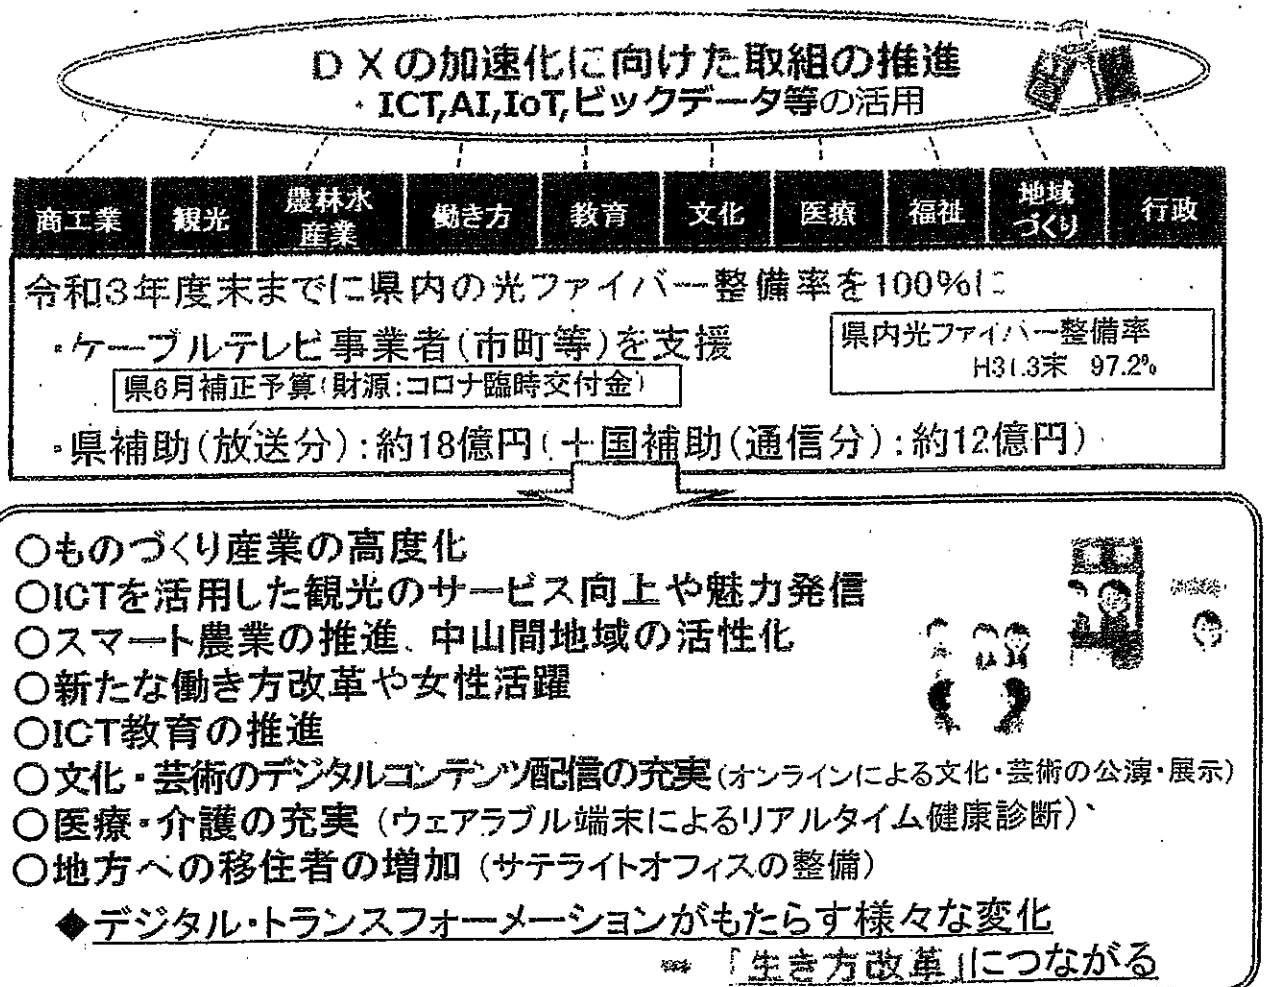 DXの加速化に向けた取組の推進
・ICT,AI,IoT,ビックデータ等の活用
商工業 観光 農林水産業 働き方 教育 文化 医療 福祉 地域づくり 行政
令和3年度末までに県内の光ファイバー整備率を100%に
・ケーブルテレビ事業者(市町等)を支援
県内光ファイバー整備率
H31.3末 97.2%
県6月補正予算(財源:コロナ臨時交付金)
・県補助(放送分):約18億円(+国補助(通信分):約12億円)
○ものづくり産業の高度化
○ICTを活用した観光のサービス向上や魅力発信
○スマート農業の推進、中山間地域の活性化
○新たな働き方改革や女性活躍
○ICT教育の推進
○文化・芸術のデジタルコンテンツ配信の充実(オンラインによる文化・芸術の公演・展示)
○医療・介護の充実(ウェアラブル端末によるリアルタイム健康診断)
○地方への移住者の増加(サテライトオフィスの整備)
◆デジタル・トランスフォーメーションがもたらす様々な変化
「生き方改革」につながる